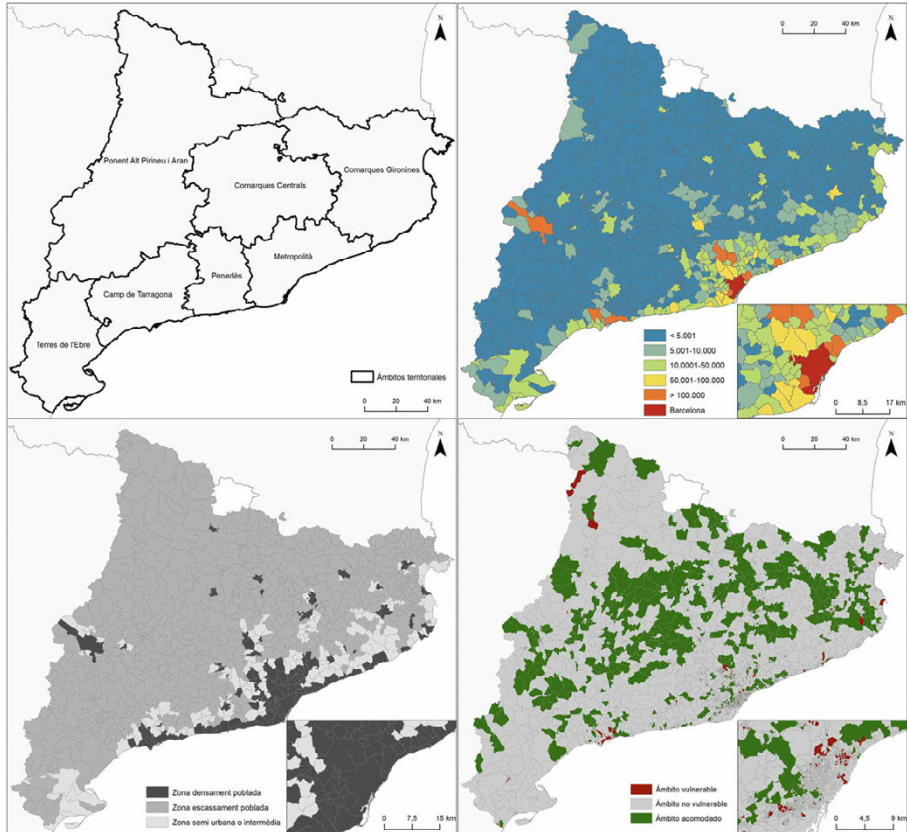 N
Ponent Alt Pirineu i Aran
Comarques Centrals
Comarques Gironines
Metropolità
Penedès
Camp de Tarragona
Terres de l'Ebre
Àmbits territoriales
0 20 40 km
0 20 40 km
N
< 5.001
5.001-10.000
10.0001-50.000
50.001-100.000
> 100.000
Barcelona
0 8,5 17 km
0 20 40 km
N
Zona densament poblada
Zona escassament poblada
Zona semi urbana o intermèdia
0 7,5 15 km
0 20 40 km
N
Àmbito vulnerable
Àmbito no vulnerable
Àmbito acomodado
0 4,5 9 km